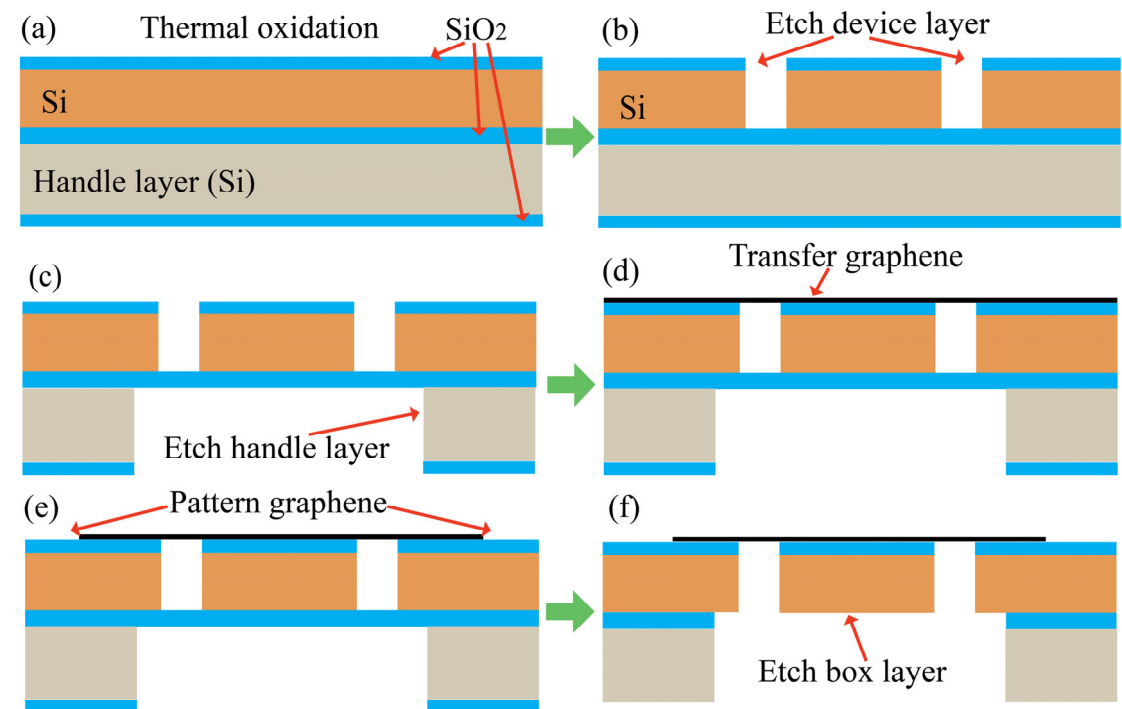 (a) Thermal oxidation SiO2
Si
Handle layer (Si)
(b) Etch device layer
Si
(c)
Etch handle layer
(d)
Transfer graphene
(e) Pattern graphene
(f)
Etch box layer